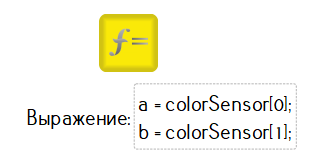 f=
Выражение:
a = colorSensor[0];
b = colorSensor[1];